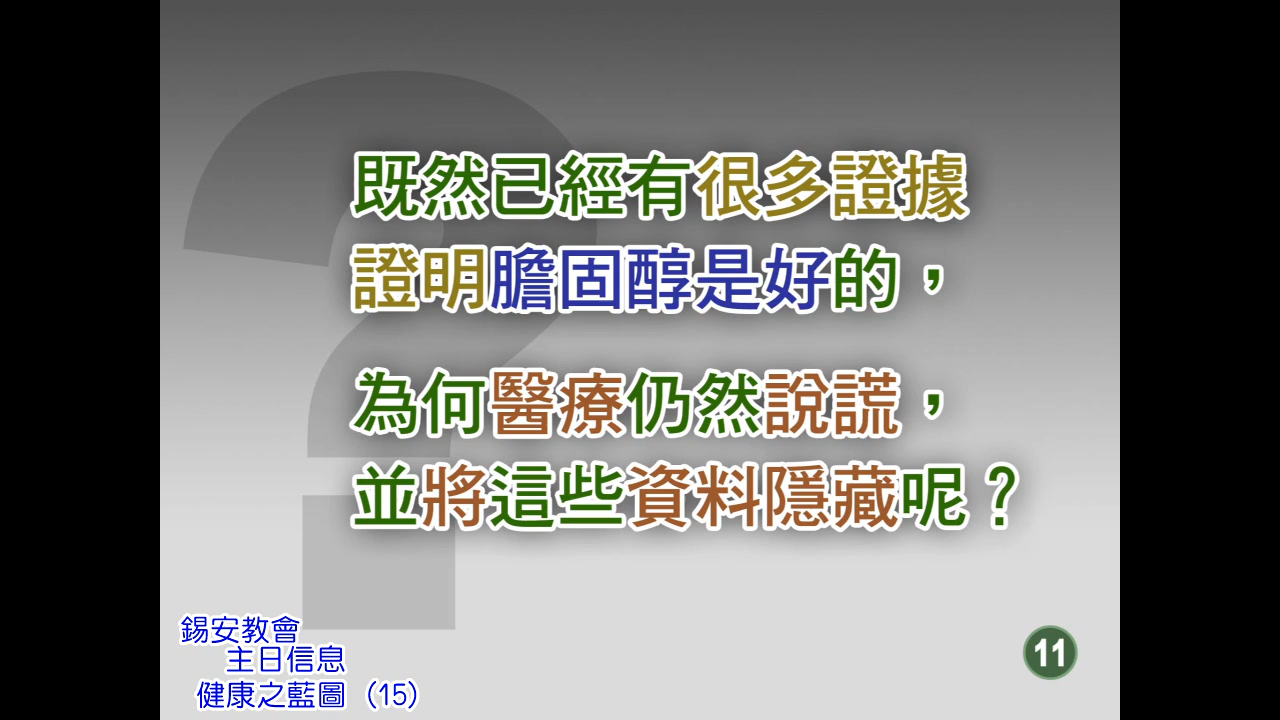 既然已經有很多證據
證明膽固醇是好的，
為何醫療仍然說謊，
並將這些資料隱藏呢？
錫安教會
主日信息
健康之藍圖 (15)
11